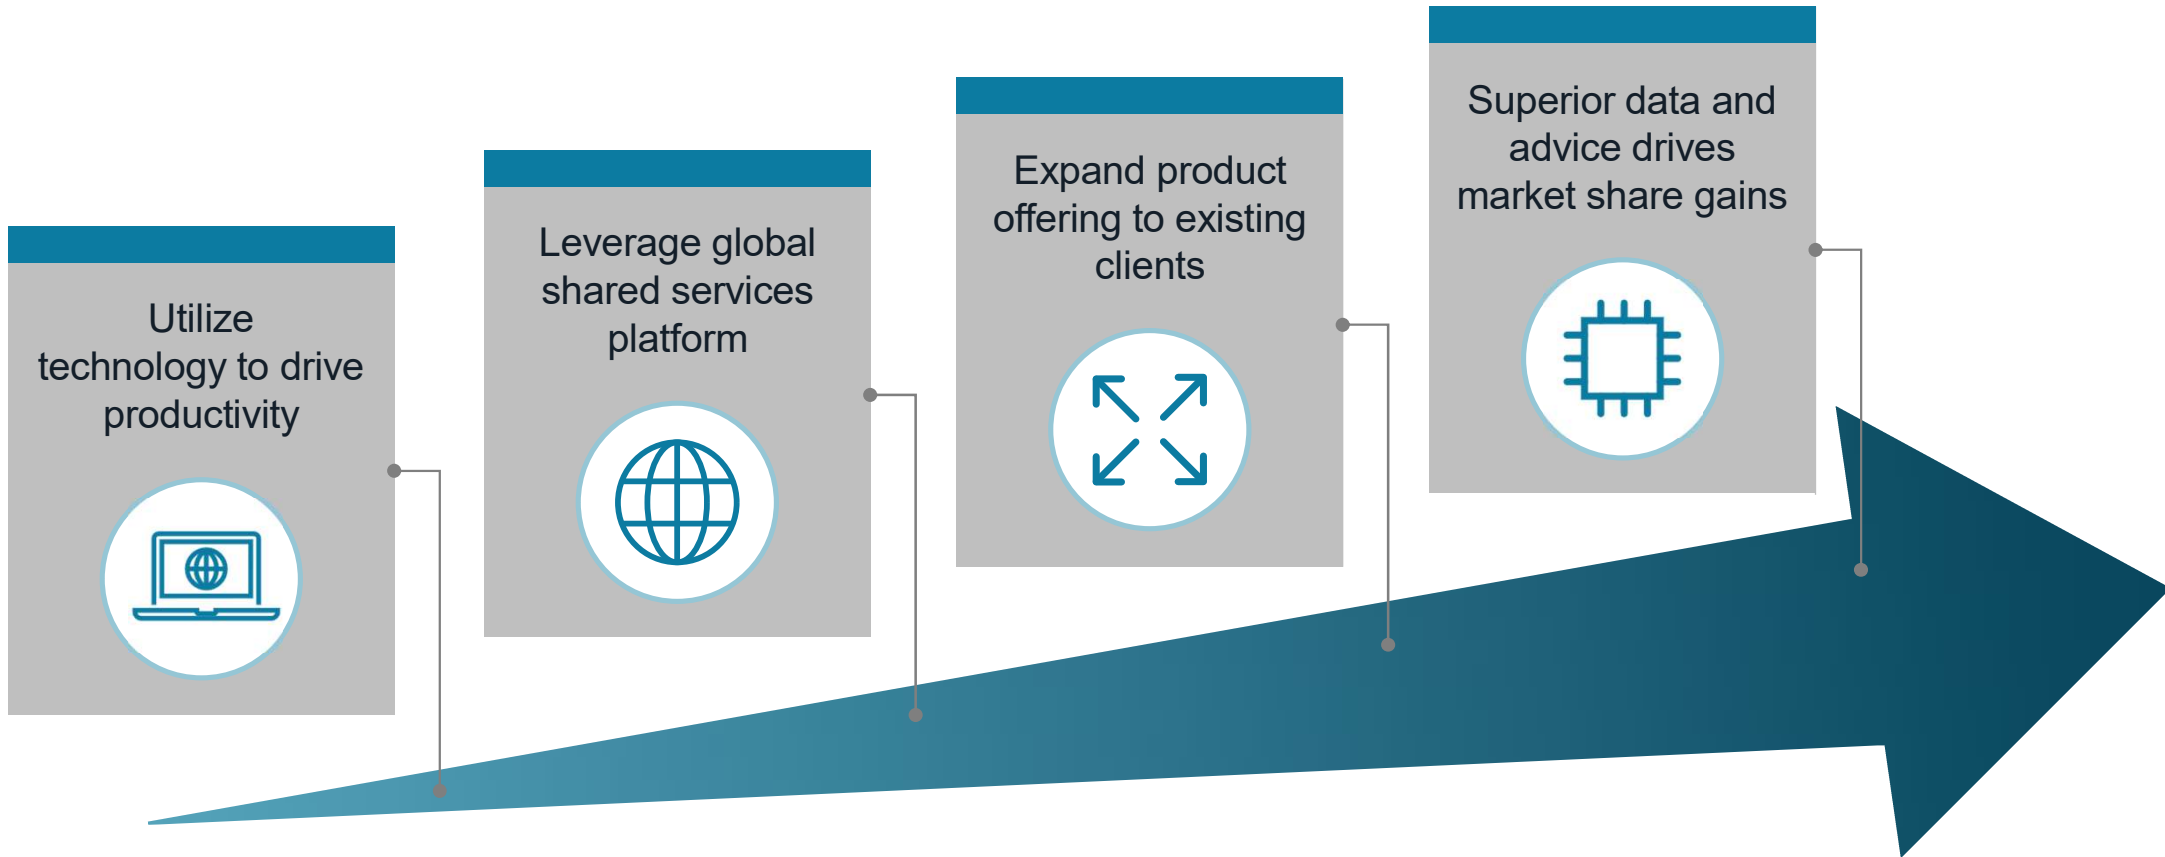 Utilize
technology to drive
productivity
Leverage global
shared services
platform
Expand product
offering to existing
clients
Superior data and
advice drives
market share gains